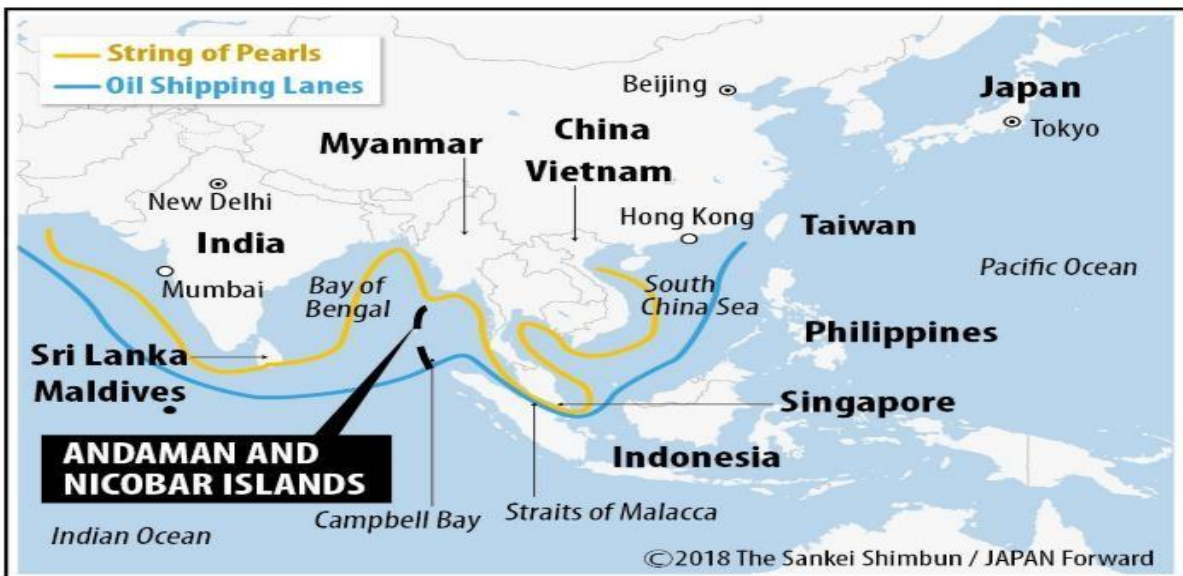 String of Pearls
Oil Shipping Lanes
Beijing
Japan
Tokyo
China
Myanmar
Vietnam
New Delhi
Hong Kong
India
Taiwan
Mumbai
Bay of
Bengal
South
China Sea
Pacific Ocean
Philippines
Sri Lanka
Maldives
Singapore
ANDAMAN AND
NICOBAR ISLANDS
Indonesia
Campbell Bay
Straits of Malacca
Indian Ocean
©2018 The Sankei Shimbun / JAPAN Forward